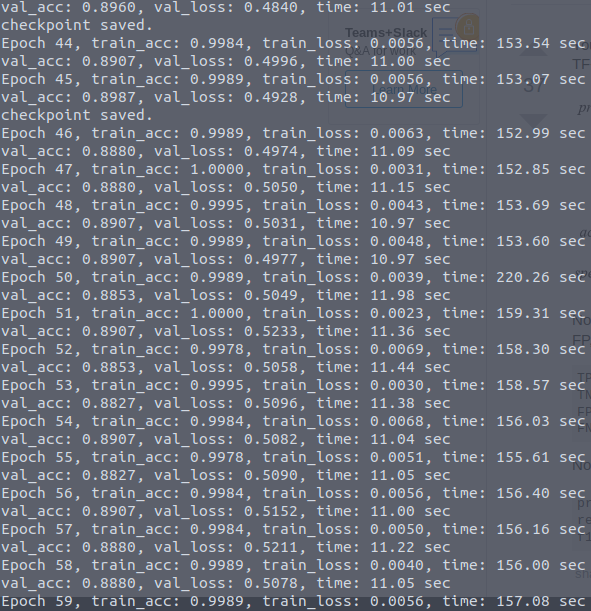 val_acc: 0.8960, val_loss: 0.4840, time: 11.01 sec
checkpoint saved.
Epoch 44, train_acc: 0.9984, train_loss: 0.0056, time: 153.54 sec
val_acc: 0.8907, val_loss: 0.4996, time: 11.00 sec
Epoch 45, train_acc: 0.9989, train_loss: 0.0056, time: 153.07 sec
val_acc: 0.8987, val_loss: 0.4928, time: 10.97 sec
checkpoint saved.
Epoch 46, train_acc: 0.9989, train_loss: 0.0063, time: 152.99 sec
val_acc: 0.8880, val_loss: 0.4974, time: 11.09 sec
Epoch 47, train_acc: 1.0000, train_loss: 0.0031, time: 152.85 sec
val_acc: 0.8880, val_loss: 0.5050, time: 11.15 sec
Epoch 48, train_acc: 0.9995, train_loss: 0.0043, time: 153.69 sec
val_acc: 0.8907, val_loss: 0.5031, time: 10.97 sec
Epoch 49, train_acc: 0.9989, train_loss: 0.0048, time: 153.60 sec
val_acc: 0.8907, val_loss: 0.4977, time: 10.97 sec
Epoch 50, train_acc: 0.9989, train_loss: 0.0039, time: 220.26 sec
val_acc: 0.8853, val_loss: 0.5049, time: 11.98 sec
Epoch 51, train_acc: 1.0000, train_loss: 0.0023, time: 159.31 sec
val_acc: 0.8907, val_loss: 0.5233, time: 11.36 sec
Epoch 52, train_acc: 0.9978, train_loss: 0.0069, time: 158.30 sec
val_acc: 0.8853, val_loss: 0.5058, time: 11.44 sec
Epoch 53, train_acc: 0.9995, train_loss: 0.0030, time: 158.57 sec
val_acc: 0.8827, val_loss: 0.5096, time: 11.38 sec
Epoch 54, train_acc: 0.9984, train_loss: 0.0068, time: 156.03 sec
val_acc: 0.8907, val_loss: 0.5082, time: 11.04 sec
Epoch 55, train_acc: 0.9978, train_loss: 0.0051, time: 155.61 sec
val_acc: 0.8827, val_loss: 0.5090, time: 11.05 sec
Epoch 56, train_acc: 0.9984, train_loss: 0.0056, time: 156.40 sec
val_acc: 0.8907, val_loss: 0.5152, time: 11.00 sec
Epoch 57, train_acc: 0.9984, train_loss: 0.0050, time: 156.16 sec
val_acc: 0.8880, val_loss: 0.5211, time: 11.22 sec
Epoch 58, train_acc: 0.9989, train_loss: 0.0040, time: 156.00 sec
val_acc: 0.8880, val_loss: 0.5078, time: 11.05 sec
Epoch 59, train_acc: 0.9989, train_loss: 0.0056, time: 157.08 sec
Teams+Slack
Q&A for work
Learn More
37